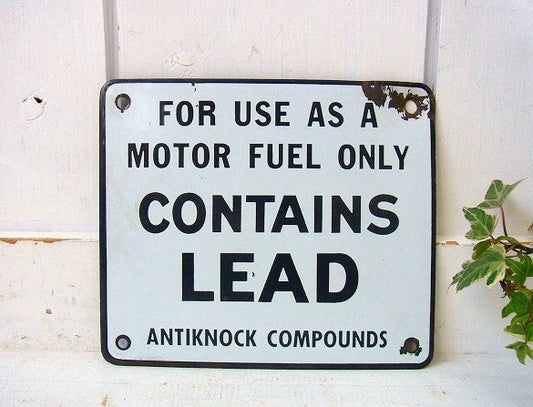 FOR USE AS A
MOTOR FUEL ONLY
CONTAINS
LEAD
ANTIKNOCK COMPOUNDS